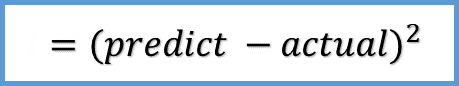 = (predict − actual)²